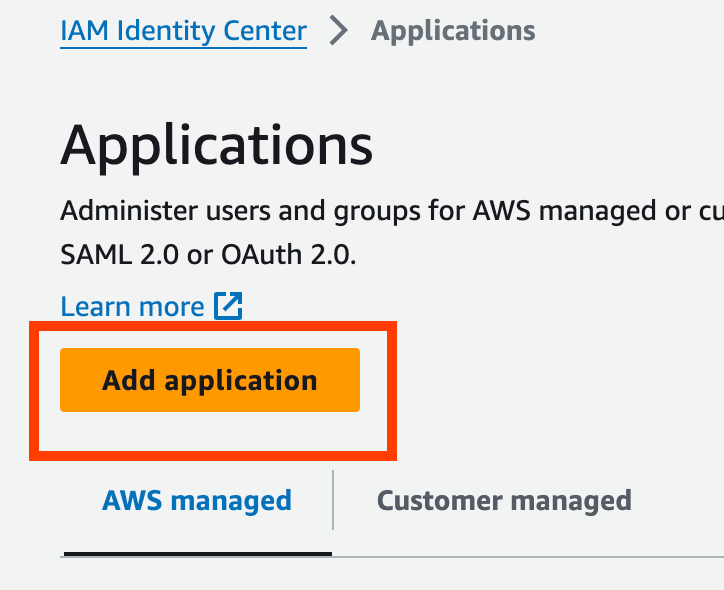 IAM Identity Center > Applications
Applications
Administer users and groups for AWS managed or cu
SAML 2.0 or OAuth 2.0.
Learn more
Add application
AWS managed
Customer managed